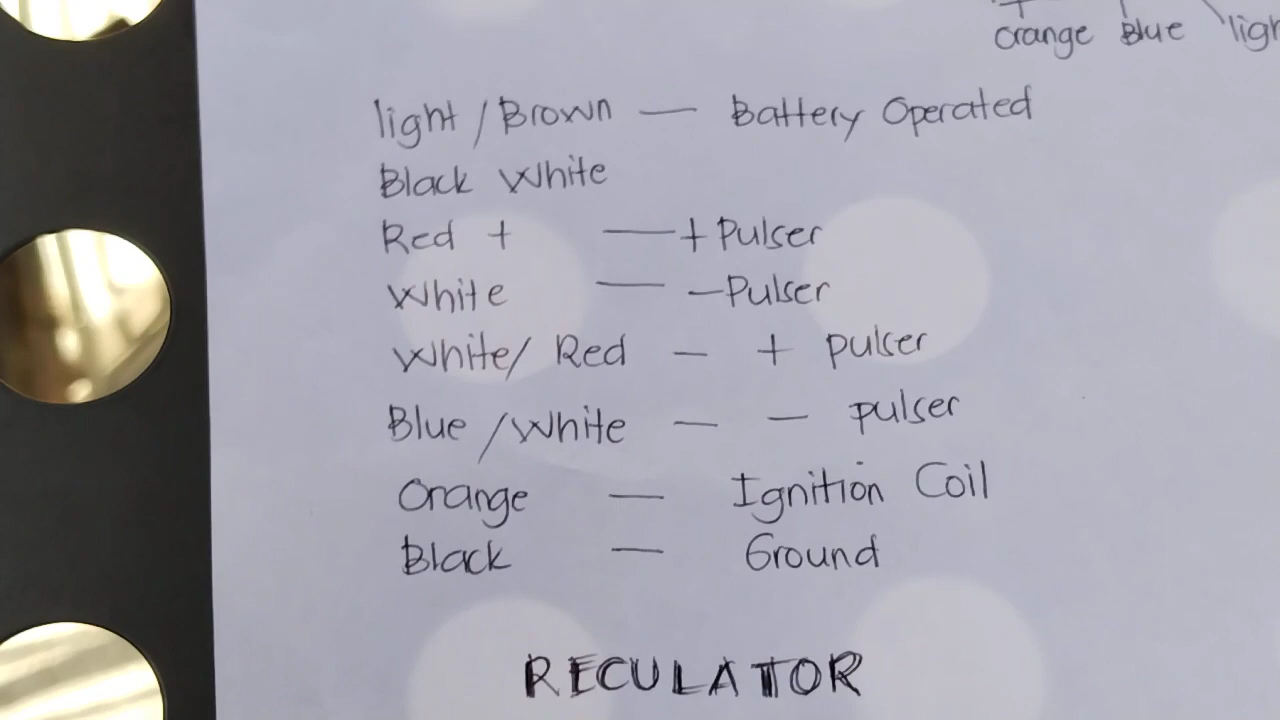 orange Blue
light/Brown — Battery Operated
Black White
Red + — + Pulser
White — - Pulser
White/ Red - + pulser
Blue /White - - pulser
Orange — Ignition Coil
Black — Ground
RECULATOR